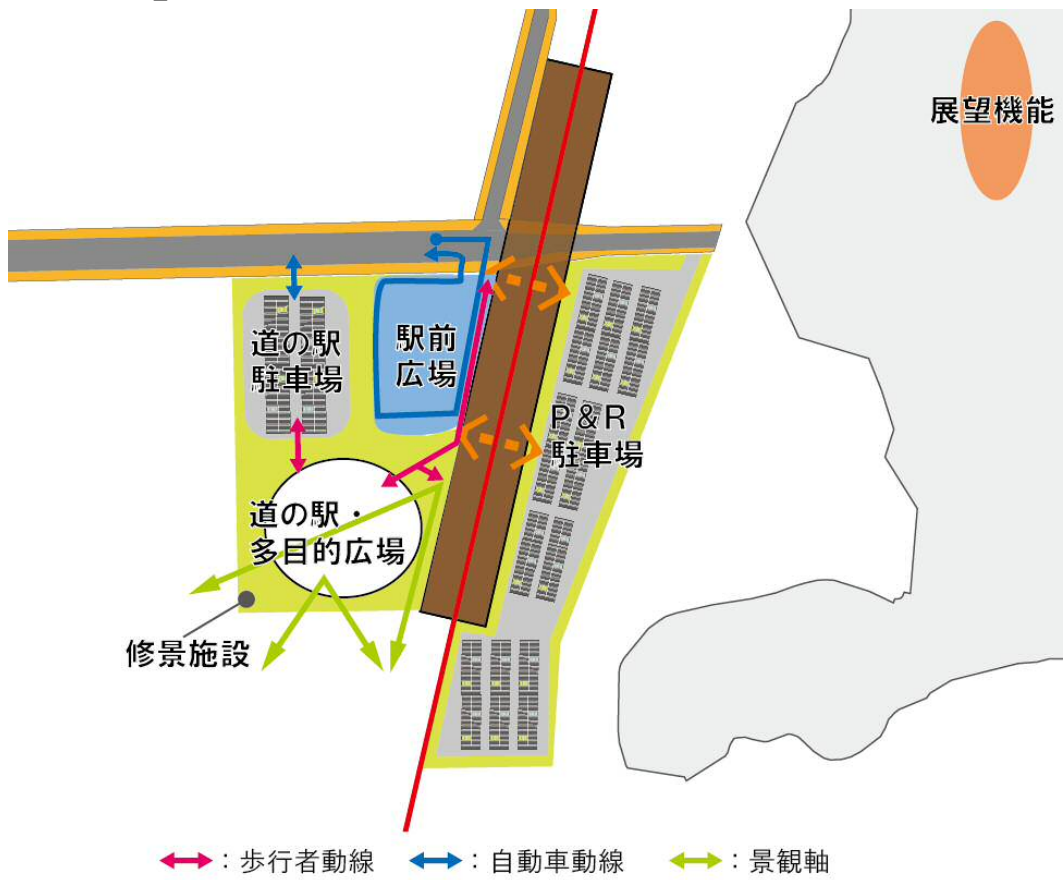 展望機能
道の駅
駐車場
駅前
広場
P&R
駐車場
道の駅・
多目的広場
修景施設
：歩行者動線 ：自動車動線 ：景観軸